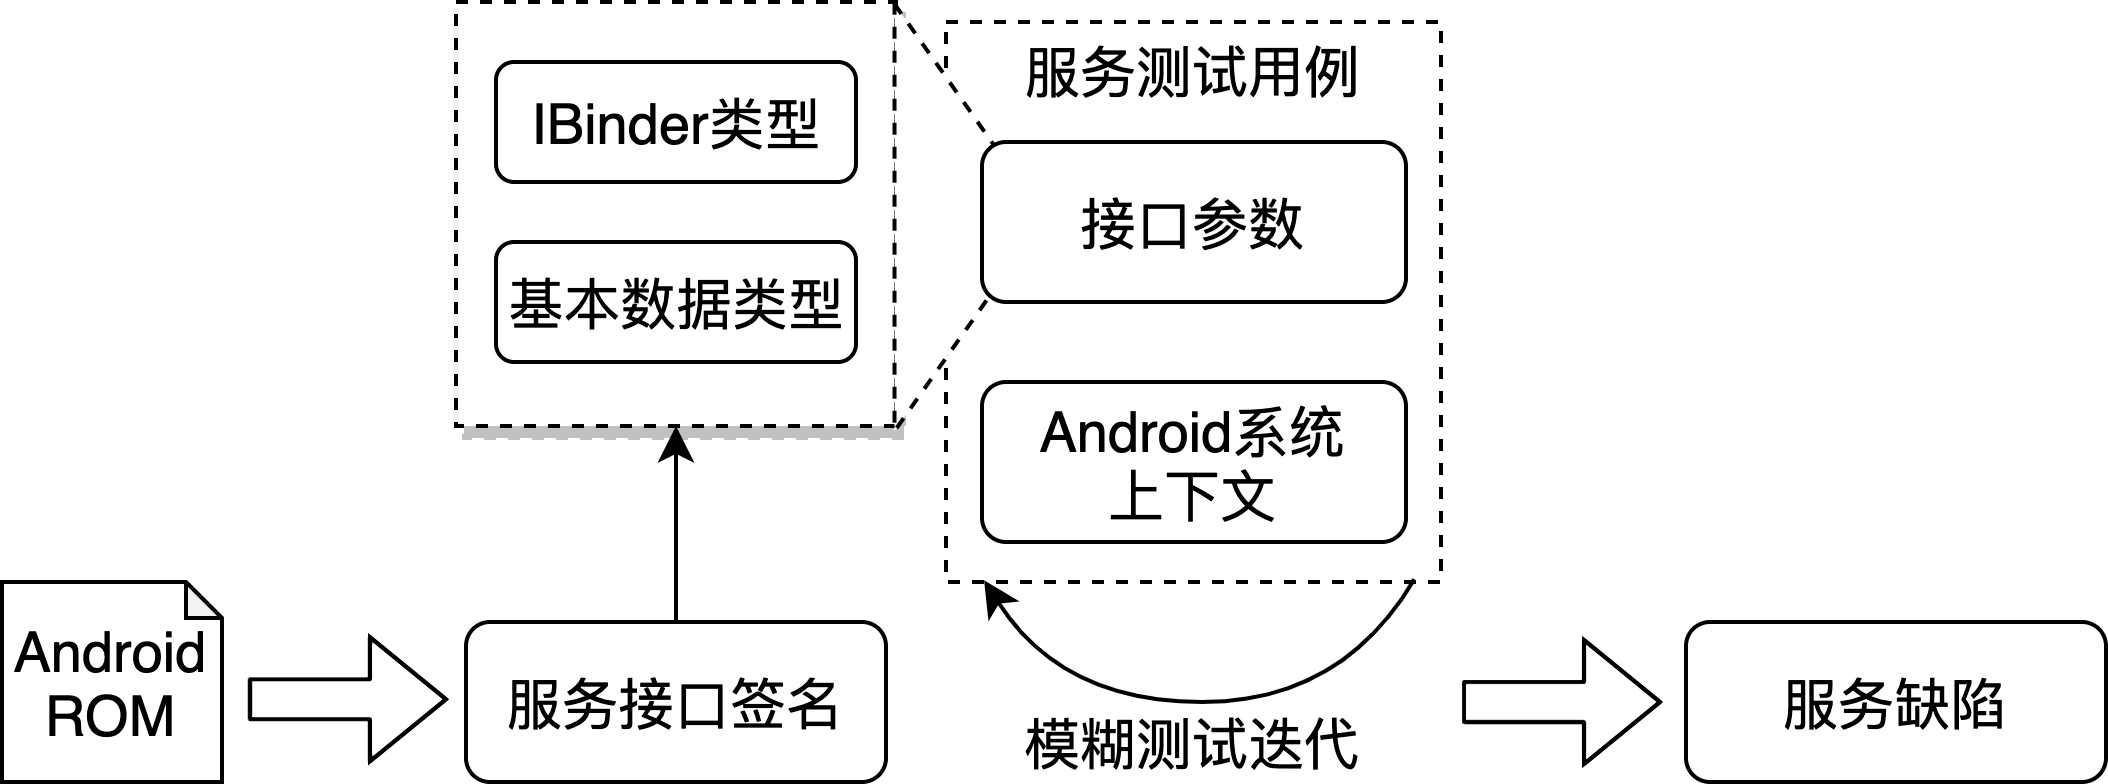 IBinder类型
基本数据类型
服务测试用例
接口参数
Android系统
上下文
Android
ROM
服务接口签名
模糊测试迭代
服务缺陷